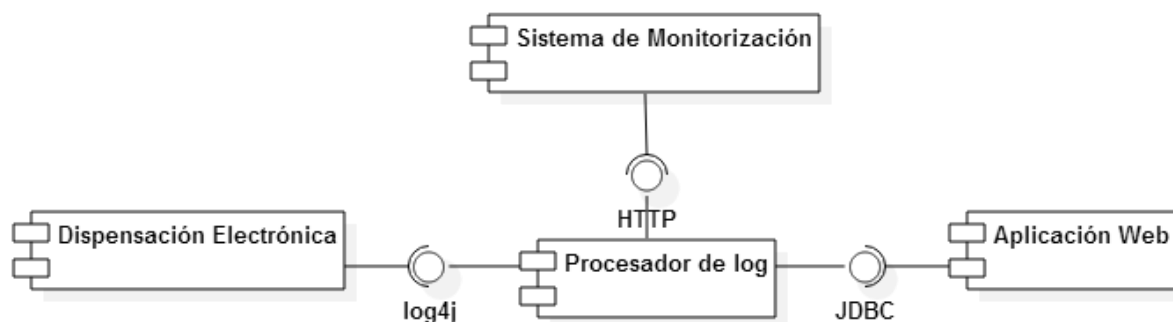 Sistema de Monitorización
HTTP
Dispensación Electrónica
Procesador de log
Aplicación Web
log4j
JDBC